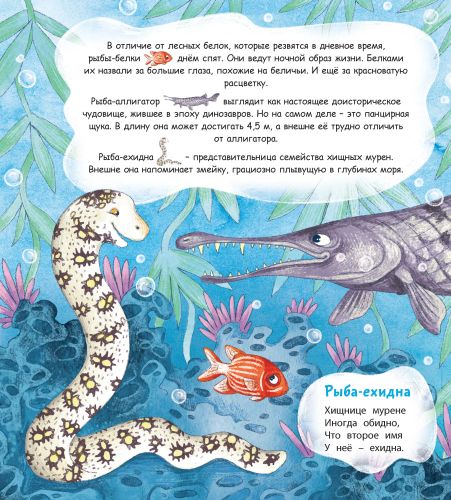 В отличие от лесных белок, которые резвятся в дневное время,
рыбы-белки днём спят. Они ведут ночной образ жизни. Белками
их назвали за большие глаза, похожие на беличьи. И ещё за красноватую
расцветку.
Рыба-аллигатор выглядит как настоящее доисторическое
чудовище, жившее в эпоху динозавров. Но на самом деле – это панцирная
щука. В длину она может достигать 4,5 м, а внешне её трудно отличить
от аллигатора.
Рыба-ехидна – представительница семейства хищных мурен.
Внешне она напоминает змейку, грациозно плывущую в глубинах моря.
Рыба-ехидна
Хищнице мурене
Иногда обидно,
Что второе имя
У неё – ехидна.